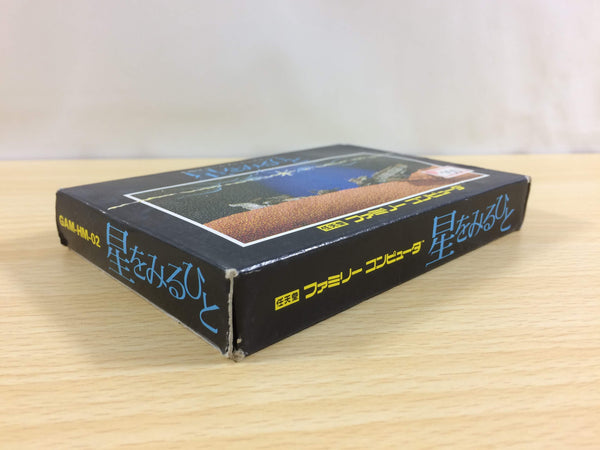 星をみるひと
任天堂 ファミリー コンピュータ
GAM-HM-02 星をみるひと
任天堂 ファミリー コンピュータ™ 星をみるひと